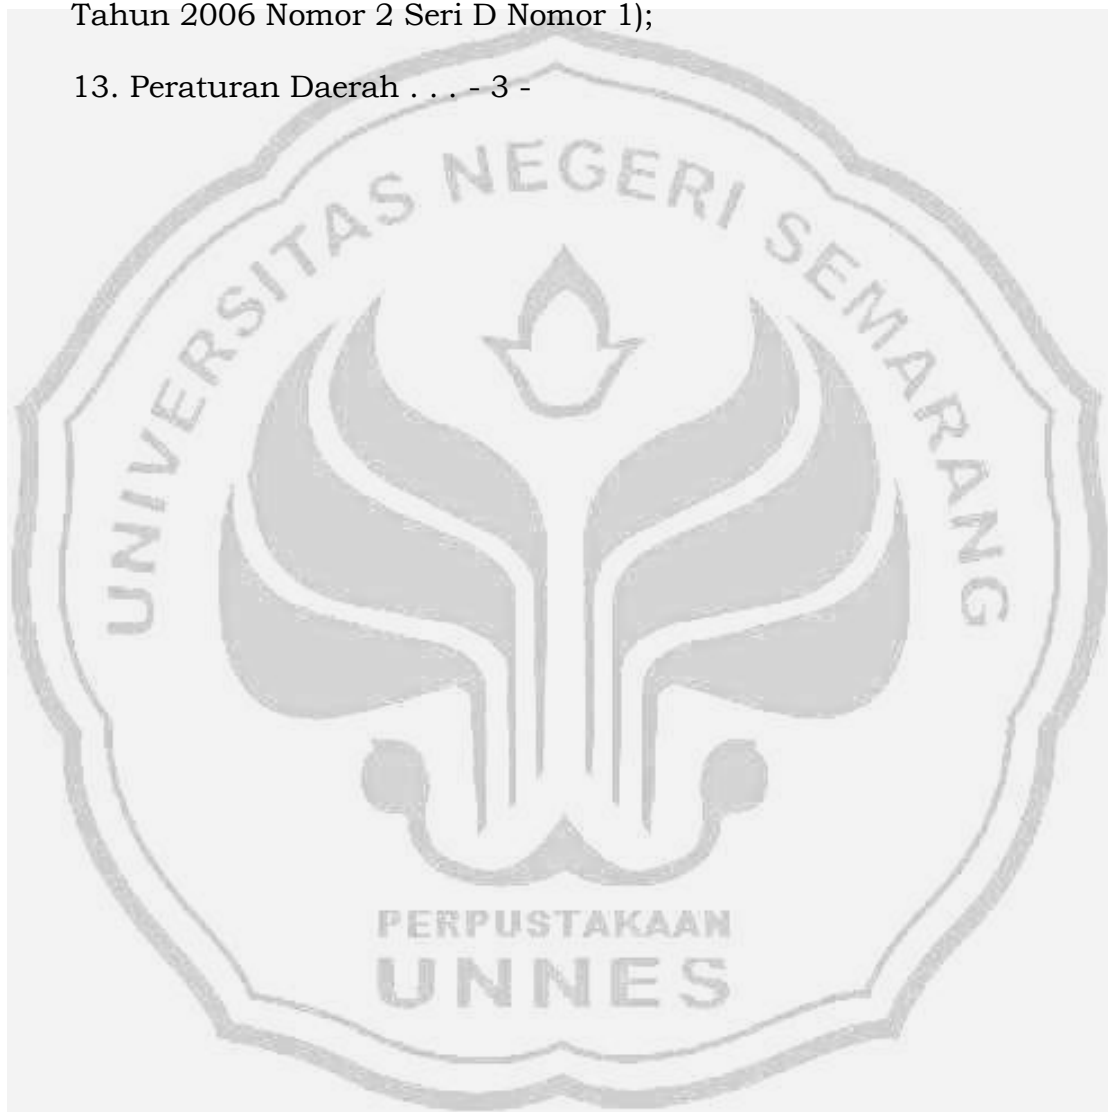 Tahun 2006 Nomor 2 Seri D Nomor 1);
13. Peraturan Daerah . . . - 3 -
UNIVERSITAS NEGERI SEMARANG
PERPUSTAKAAN
UNNES